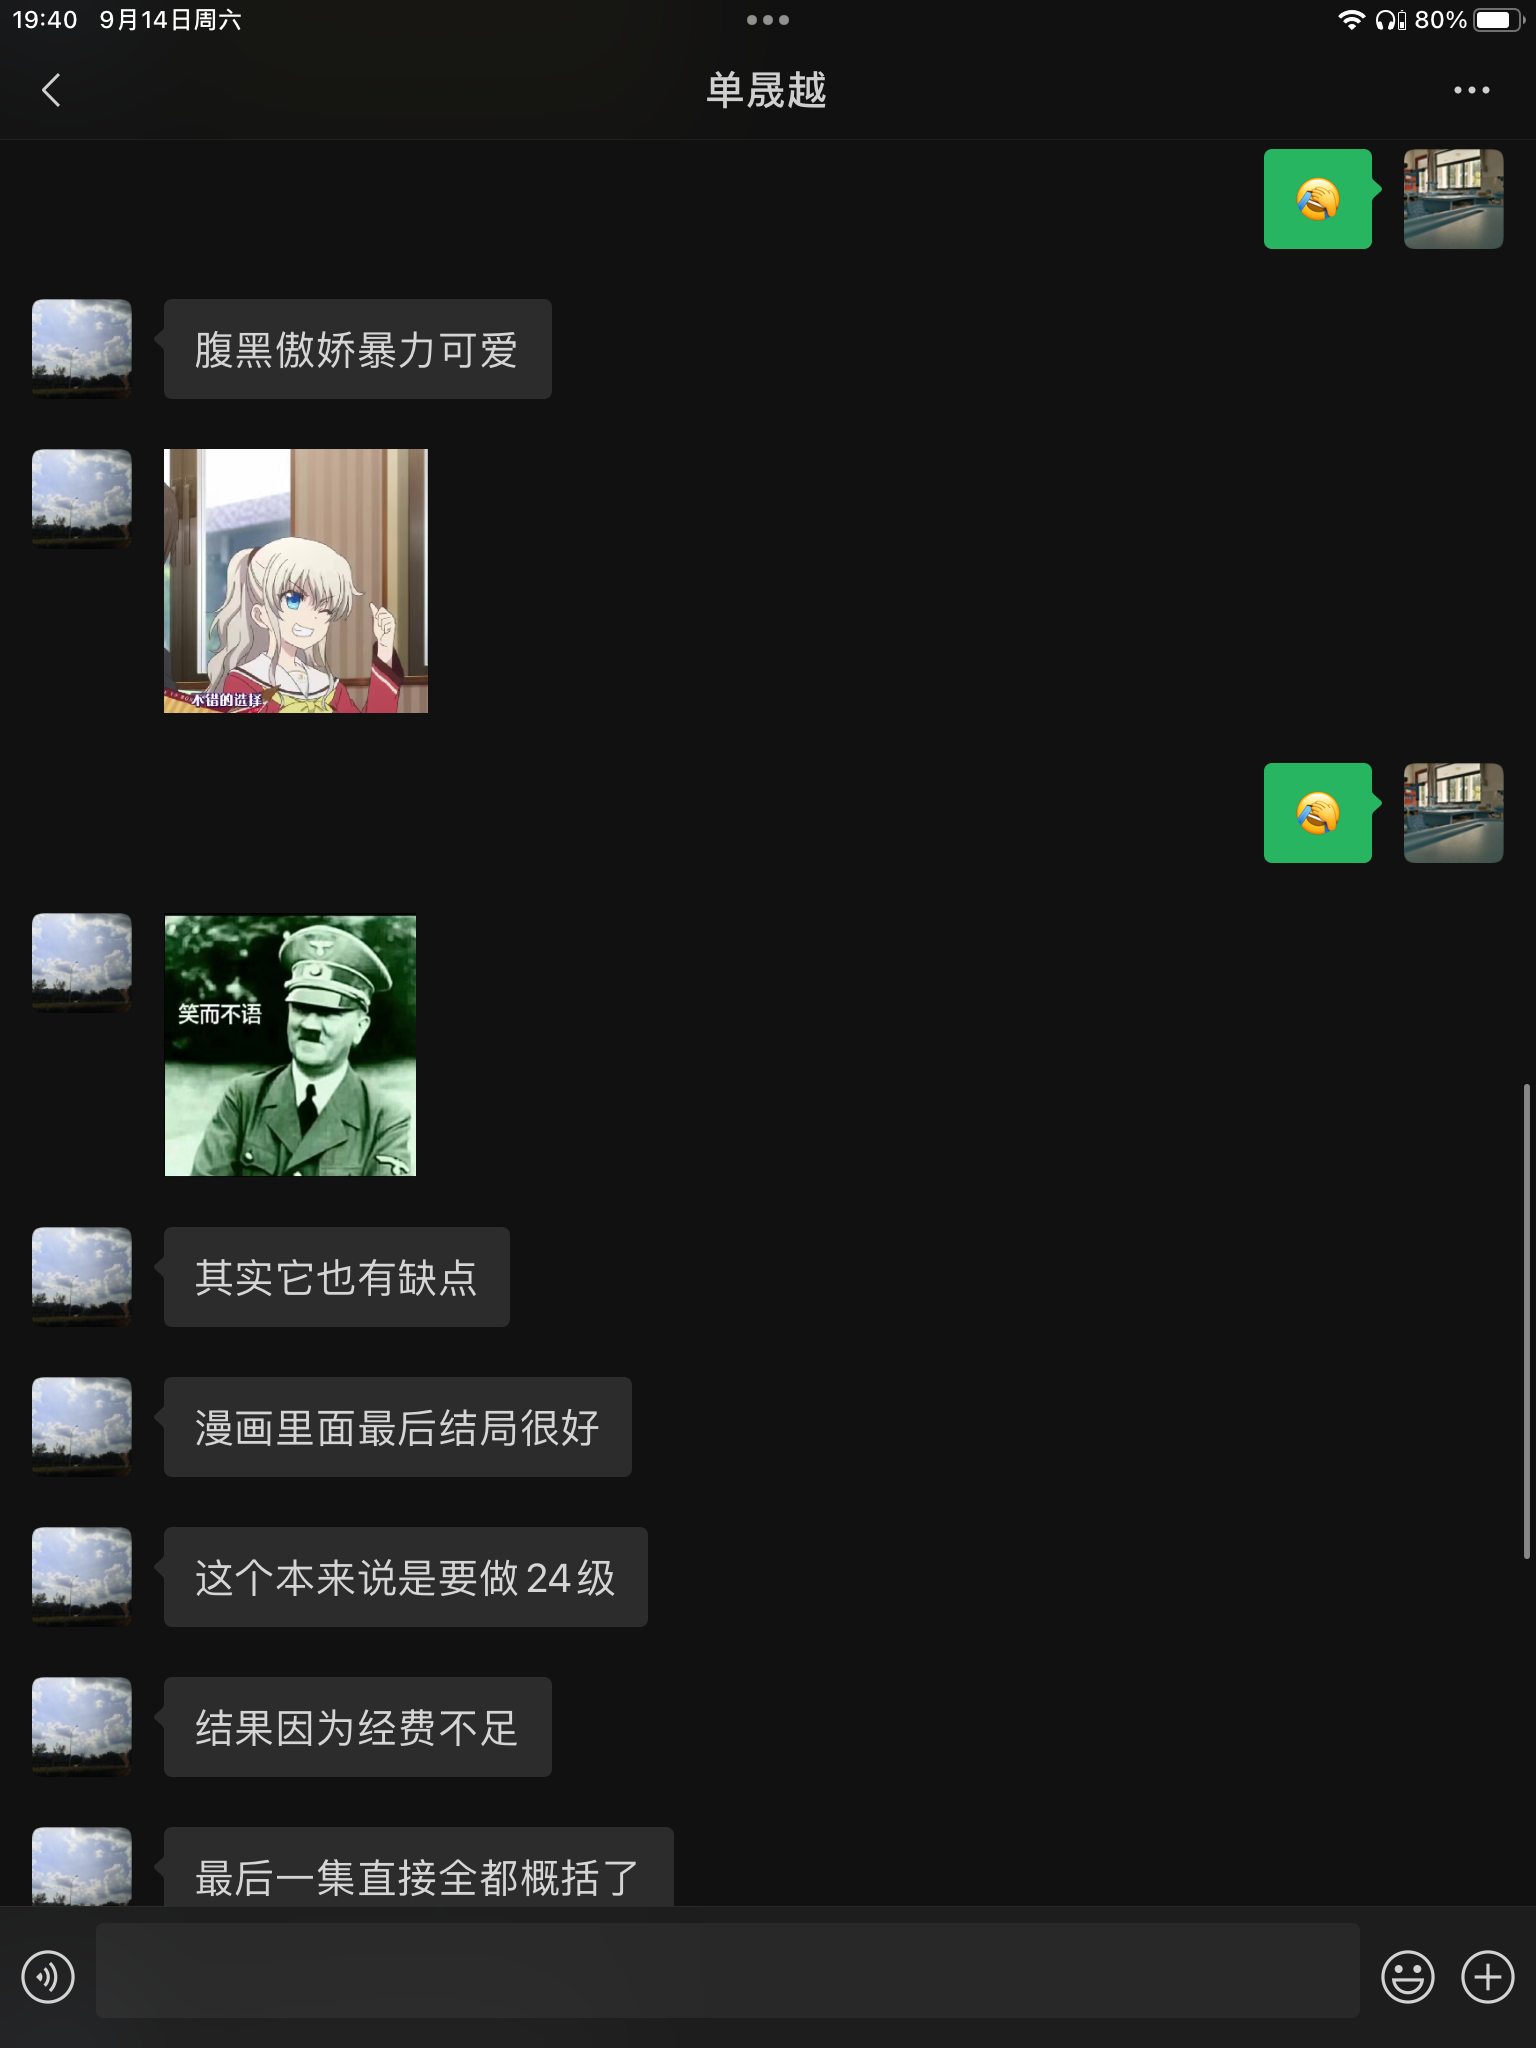 19:40 9月14日周六
80%
单晟越
腹黑傲娇暴力可爱
不错的选择
笑而不语
其实它也有缺点
漫画里面最后结局很好
这个本来说是要做24级
结果因为经费不足
最后一集直接全都概括了